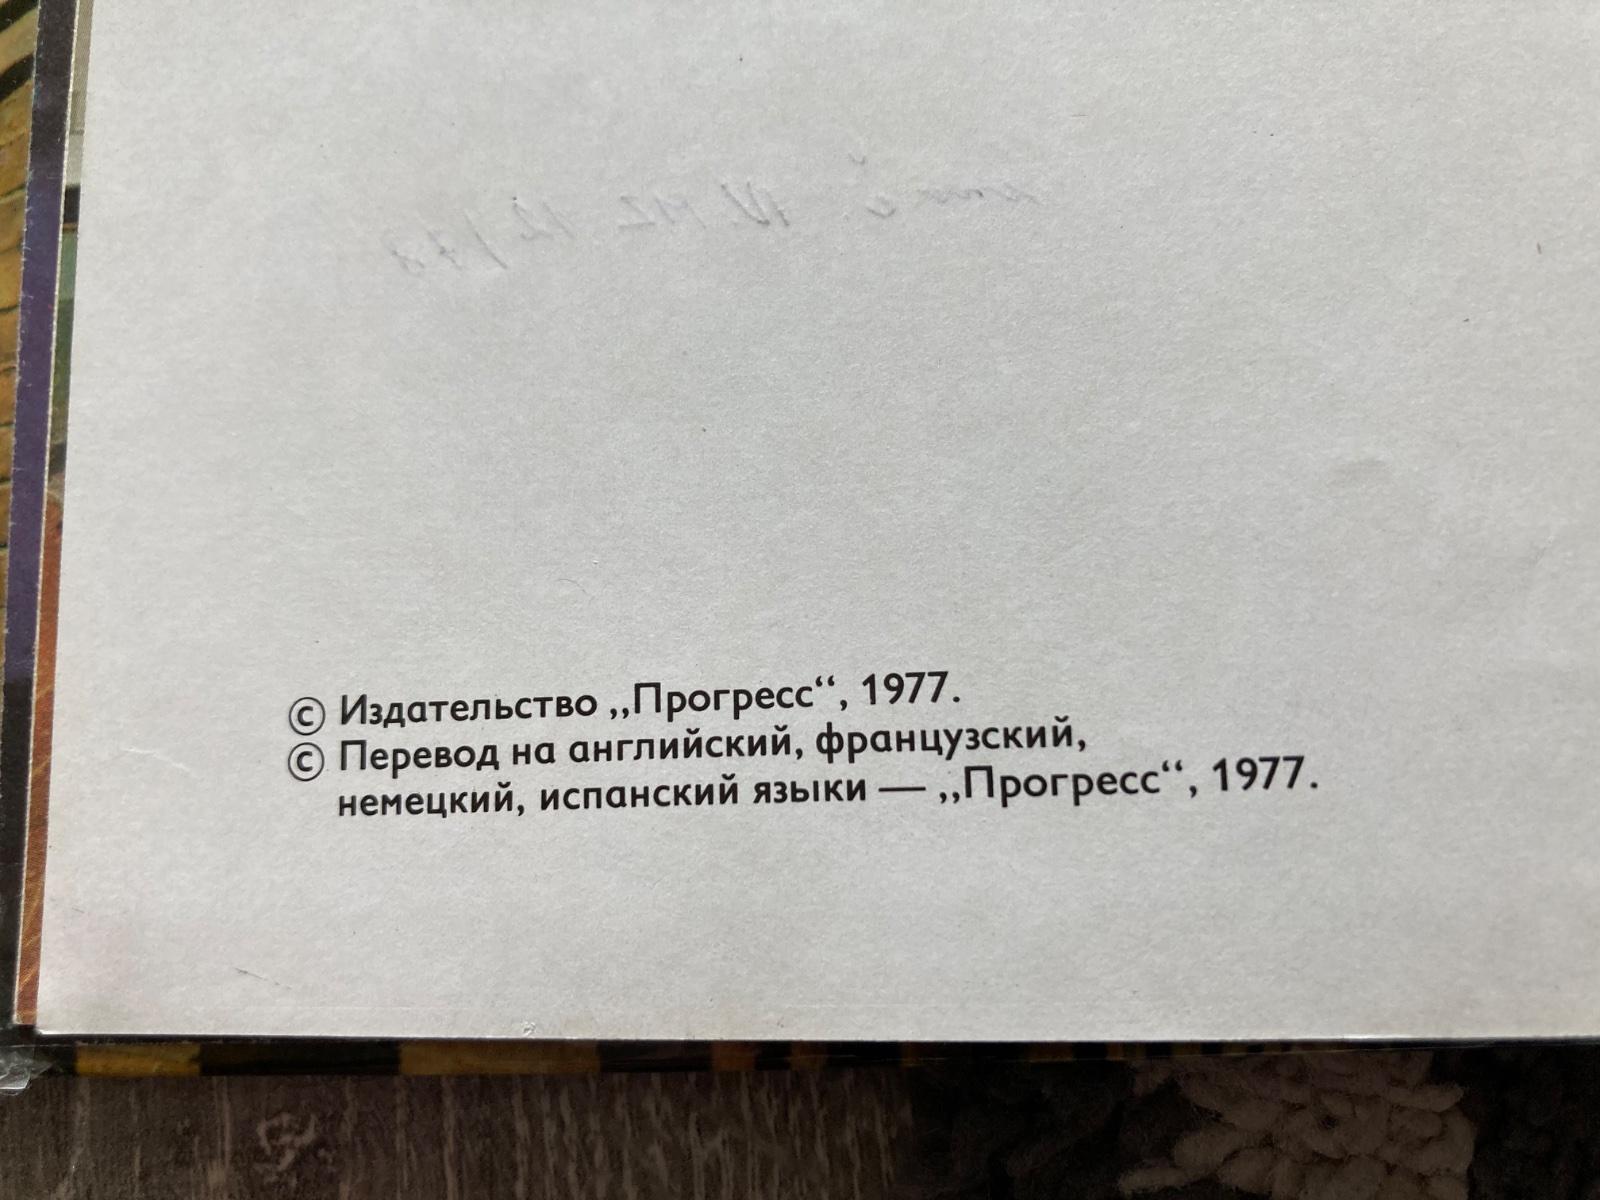 © Издательство „Прогресс“, 1977.
© Перевод на английский, французский,
немецкий, испанский языки — „Прогресс“, 1977.